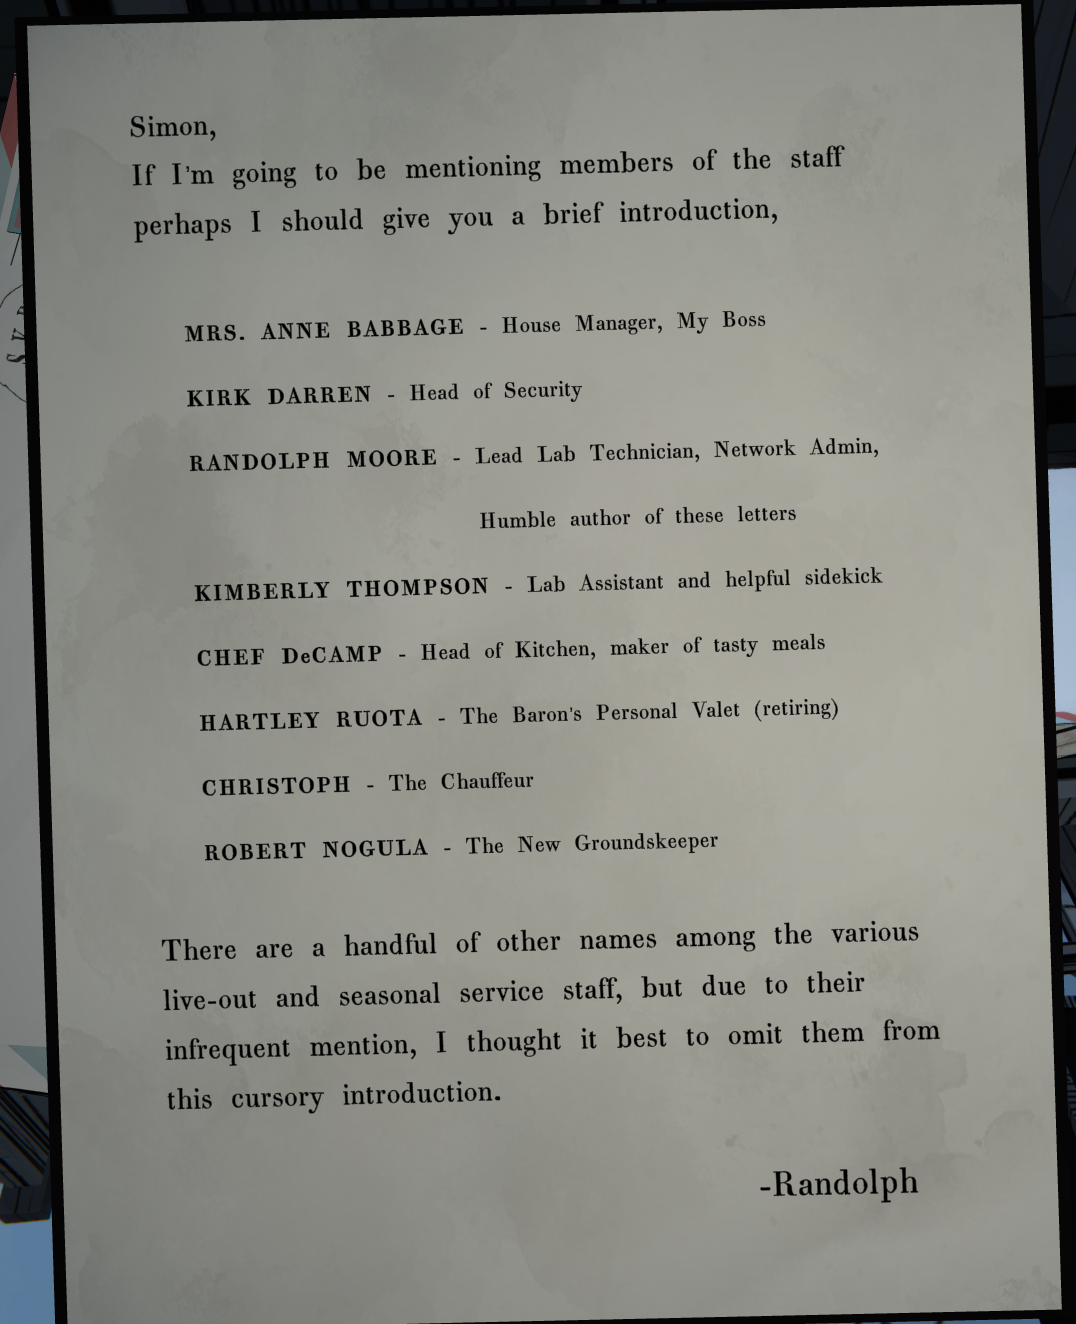 Simon,
If I'm going to be mentioning members of the staff
perhaps I should give you a brief introduction,
MRS. ANNE BABBAGE - House Manager, My Boss
KIRK DARREN - Head of Security
RANDOLPH MOORE - Lead Lab Technician, Network Admin,
Humble author of these letters
KIMBERLY THOMPSON - Lab Assistant and helpful sidekick
CHEF DeCAMP - Head of Kitchen, maker of tasty meals
HARTLEY RUOTA - The Baron's Personal Valet (retiring)
CHRISTOPH - The Chauffeur
ROBERT NOGULA - The New Groundskeeper
There are a handful of other names among the various
live-out and seasonal service staff, but due to their
infrequent mention, I thought it best to omit them from
this cursory introduction.
-Randolph